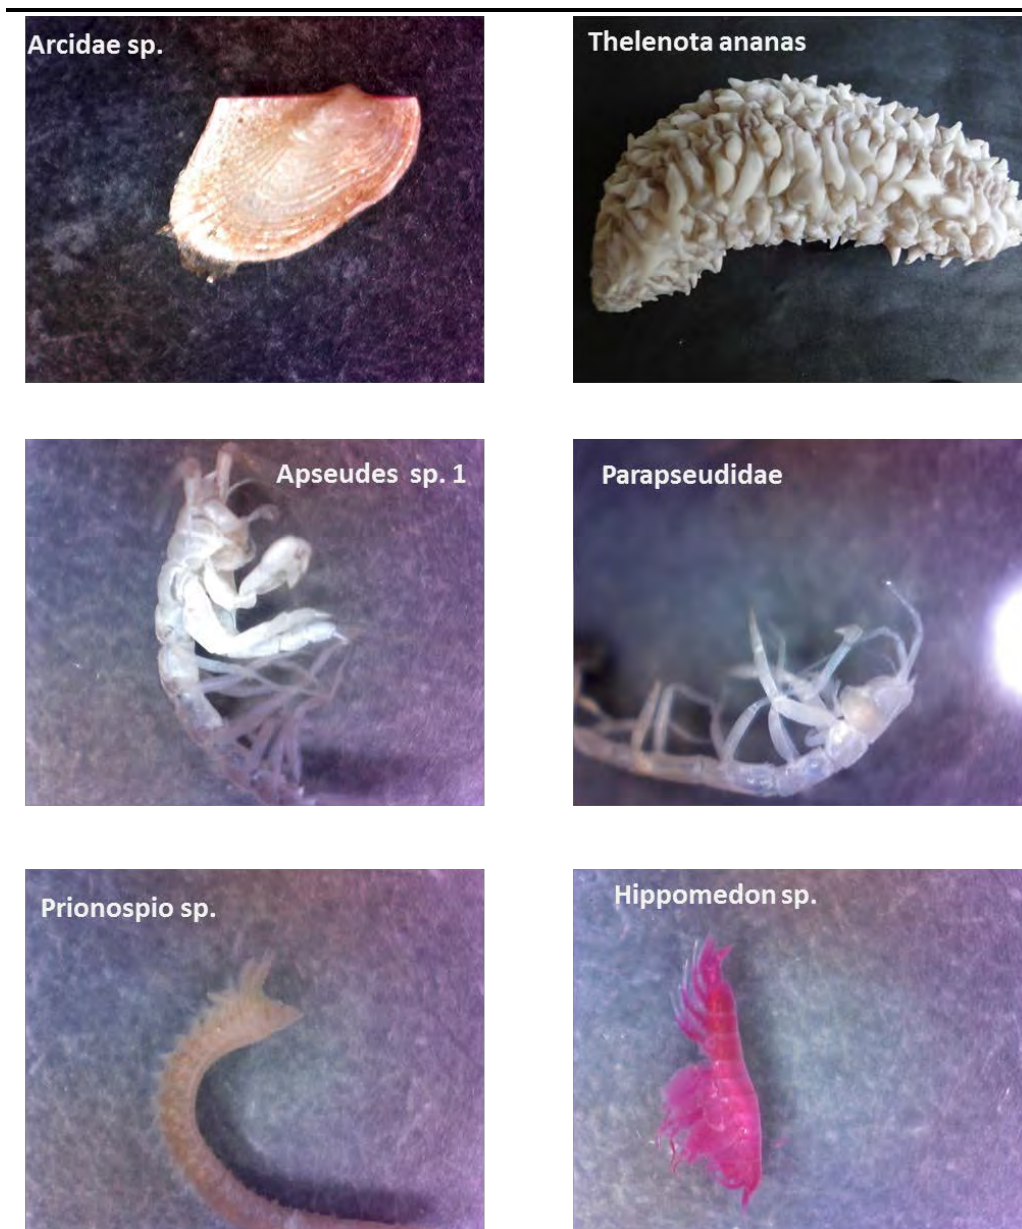 Arcidae sp.
Thelenota ananas
Apseudes sp. 1
Parapseudidae
Prionospio sp.
Hippomedon sp.